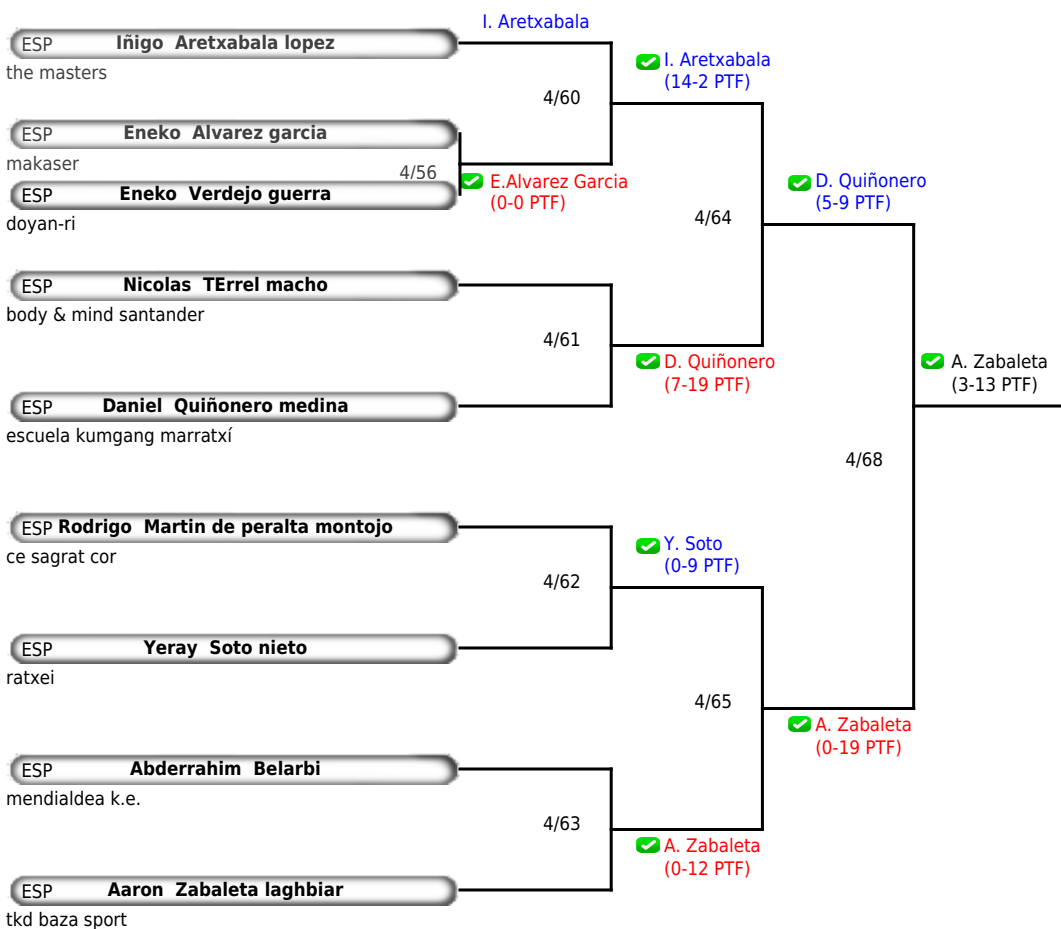 I. Aretxabala
ESP Iñigo Aretxabala lopez
the masters
I. Aretxabala
(14-2 PTF)
4/60
ESP Eneko Alvarez garcia
makaser
4/56
E.Alvarez Garcia
(0-0 PTF)
ESP Eneko Verdejo guerra
doyan-ri
D. Quiñonero
(5-9 PTF)
4/64
ESP Nicolas TErrel macho
body & mind santander
4/61
D. Quiñonero
(7-19 PTF)
A. Zabaleta
(3-13 PTF)
ESP Daniel Quiñonero medina
escuela kumgang marratxí
4/68
ESP Rodrigo Martin de peralta montojo
ce sagrat cor
Y. Soto
(0-9 PTF)
4/62
ESP Yeray Soto nieto
ratxei
4/65
A. Zabaleta
(0-19 PTF)
ESP Abderrahim Belarbi
mendialdea k.e.
4/63
A. Zabaleta
(0-12 PTF)
ESP Aaron Zabaleta laghbiar
tkd baza sport